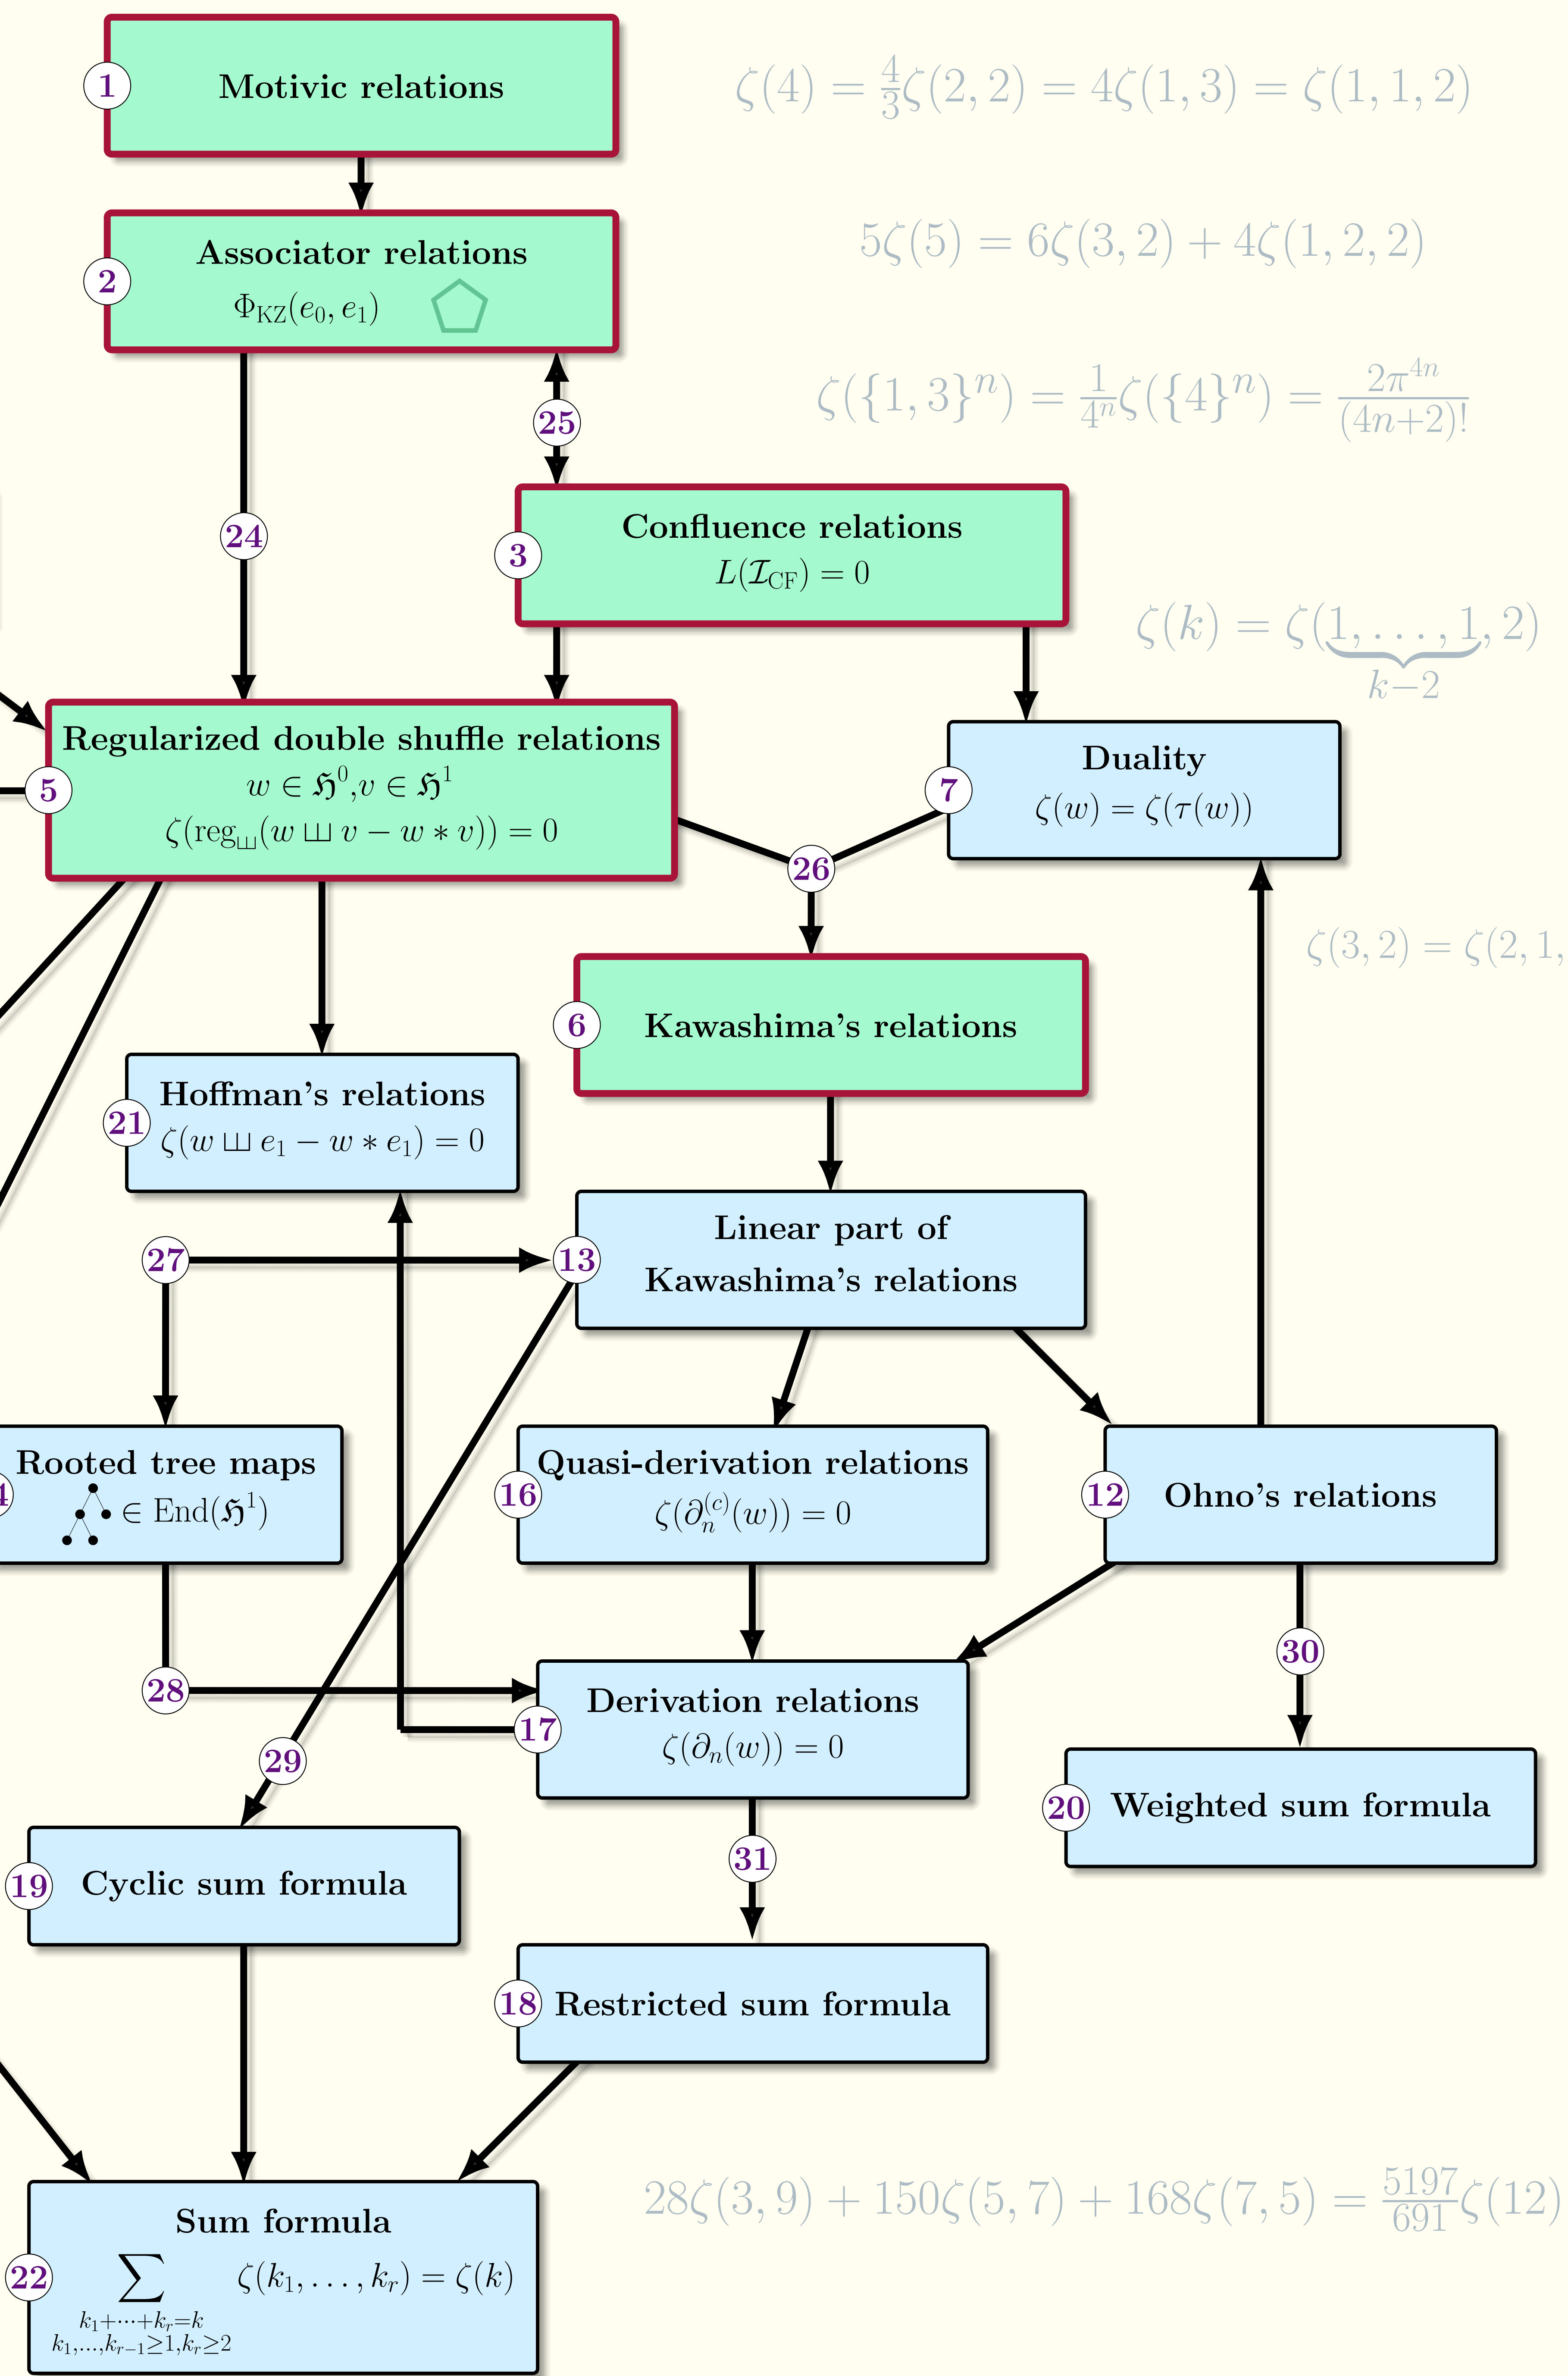 1
Motivic relations
ζ(4) = 4/3 ζ(2, 2) = 4ζ(1, 3) = ζ(1, 1, 2)
2
Associator relations
Φ_KZ(e_0, e_1)
5ζ(5) = 6ζ(3, 2) + 4ζ(1, 2, 2)
ζ({1, 3}^n) = 1/4^n ζ({4}^n) = 2π^{4n}/(4n+2)!
25
24
3
Confluence relations
L(ℐ_CF) = 0
ζ(k) = ζ(1, . . . , 1, 2)
k−2
5
Regularized double shuffle relations
w ∈ ℌ^0, v ∈ ℌ^1
ζ(reg_ш(w ш v − w ∗ v)) = 0
7
Duality
ζ(w) = ζ(τ(w))
26
ζ(3, 2) = ζ(2, 1,
6
Kawashima’s relations
21
Hoffman’s relations
ζ(w ш e_1 − w ∗ e_1) = 0
27
13
Linear part of
Kawashima’s relations
4
Rooted tree maps
∈ End(ℌ^1)
16
Quasi-derivation relations
ζ(∂_n^{(c)}(w)) = 0
12
Ohno’s relations
28
17
Derivation relations
ζ(∂_n(w)) = 0
30
29
20
Weighted sum formula
31
19
Cyclic sum formula
18
Restricted sum formula
28ζ(3, 9) + 150ζ(5, 7) + 168ζ(7, 5) = 5197/691 ζ(12)
22
Sum formula
∑ ζ(k_1, . . . , k_r) = ζ(k)
k_1+···+k_r=k
k_1,...,k_{r−1}≥1,k_r≥2